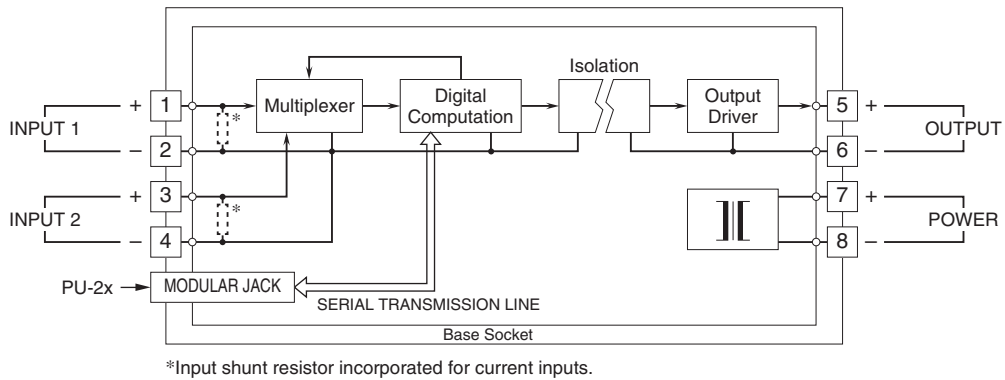 Isolation
Multiplexer
Digital
Computation
Output
Driver
INPUT 1
+ 1
− 2
*
INPUT 2
+ 3
− 4
*
5 +
6 −
OUTPUT
7 +
8 −
POWER
PU-2x
MODULAR JACK
SERIAL TRANSMISSION LINE
Base Socket
*Input shunt resistor incorporated for current inputs.